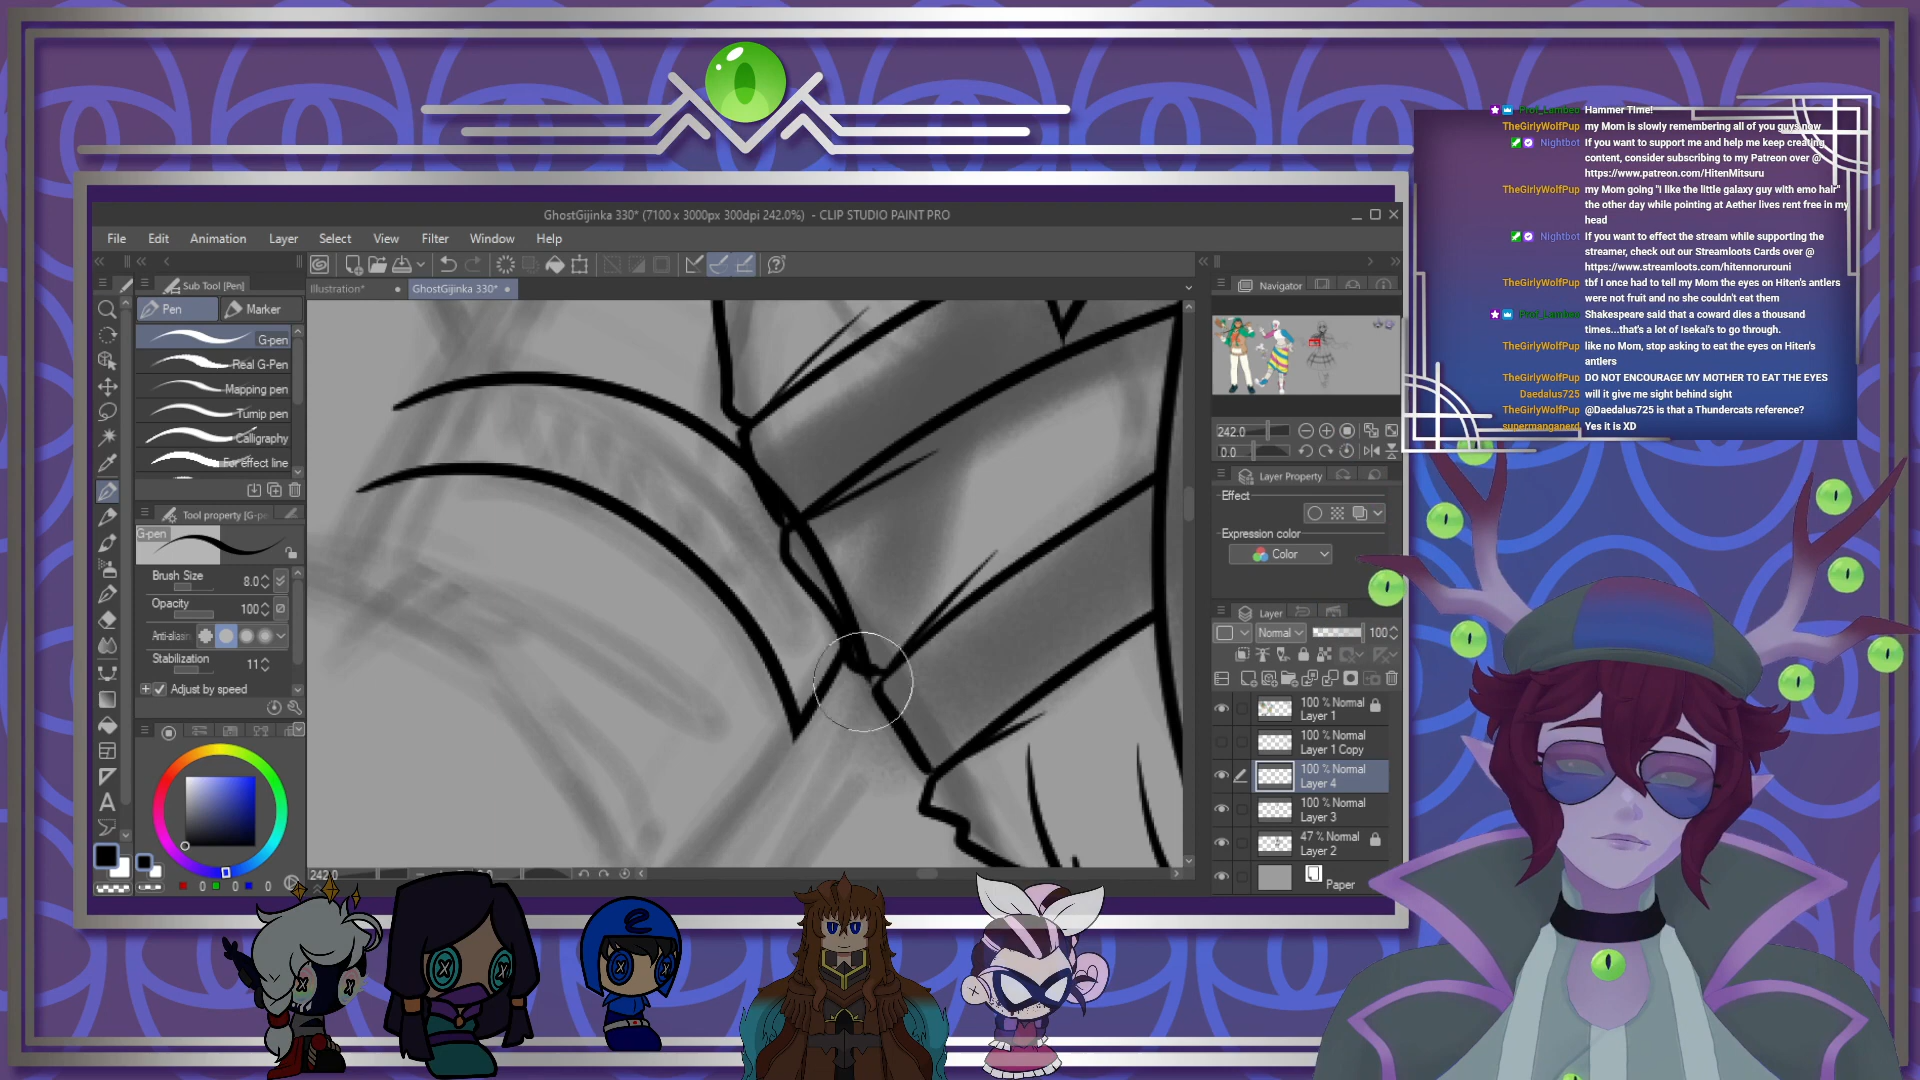 GhostGijinka 330* (7100 x 3000px 300dpi 242.0%) - CLIP STUDIO PAINT PRO
File Edit Animation Layer Select View Filter Window Help
Sub Tool [Pen]
Illustration*
GhostGijinka 330*
Pen
Marker
G-pen
Real G-Pen
Mapping pen
Turnip pen
Calligraphy
For effect line
Tool property [G-pe
G-pen
Brush Size 8.0
Opacity 100
Anti-aliasin
Stabilization 11
Adjust by speed
0 0 0
242.0
Navigator
242.0
0.0
Layer Property
Effect
Expression color
Color
Layer
Normal 100
100 % Normal
Layer 1
100 % Normal
Layer 1 Copy
100 % Normal
Layer 4
100 % Normal
Layer 3
47 % Normal
Layer 2
Paper
Hammer Time!
TheGirlyWolfPup my Mom is slowly remembering all of you guys now
Nightbot If you want to support me and help me keep creating
content, consider subscribing to my Patreon over @
https://www.patreon.com/HitenMitsuru
TheGirlyWolfPup my Mom going "I like the little galaxy guy with emo hair"
the other day while pointing at Aether lives rent free in my
head
Nightbot If you want to effect the stream while supporting the
streamer, check out our Streamloots Cards over @
https://www.streamloots.com/hitennorurouni
TheGirlyWolfPup tbf I once had to tell my Mom the eyes on Hiten's antlers
were not fruit and no she couldn't eat them
Shakespeare said that a coward dies a thousand
times...that's a lot of Isekai's to go through.
TheGirlyWolfPup like no Mom, stop asking to eat the eyes on Hiten's
antlers
TheGirlyWolfPup DO NOT ENCOURAGE MY MOTHER TO EAT THE EYES
Daedalus725 will it give me sight behind sight
TheGirlyWolfPup @Daedalus725 is that a Thundercats reference?
supermanganerd Yes it is XD